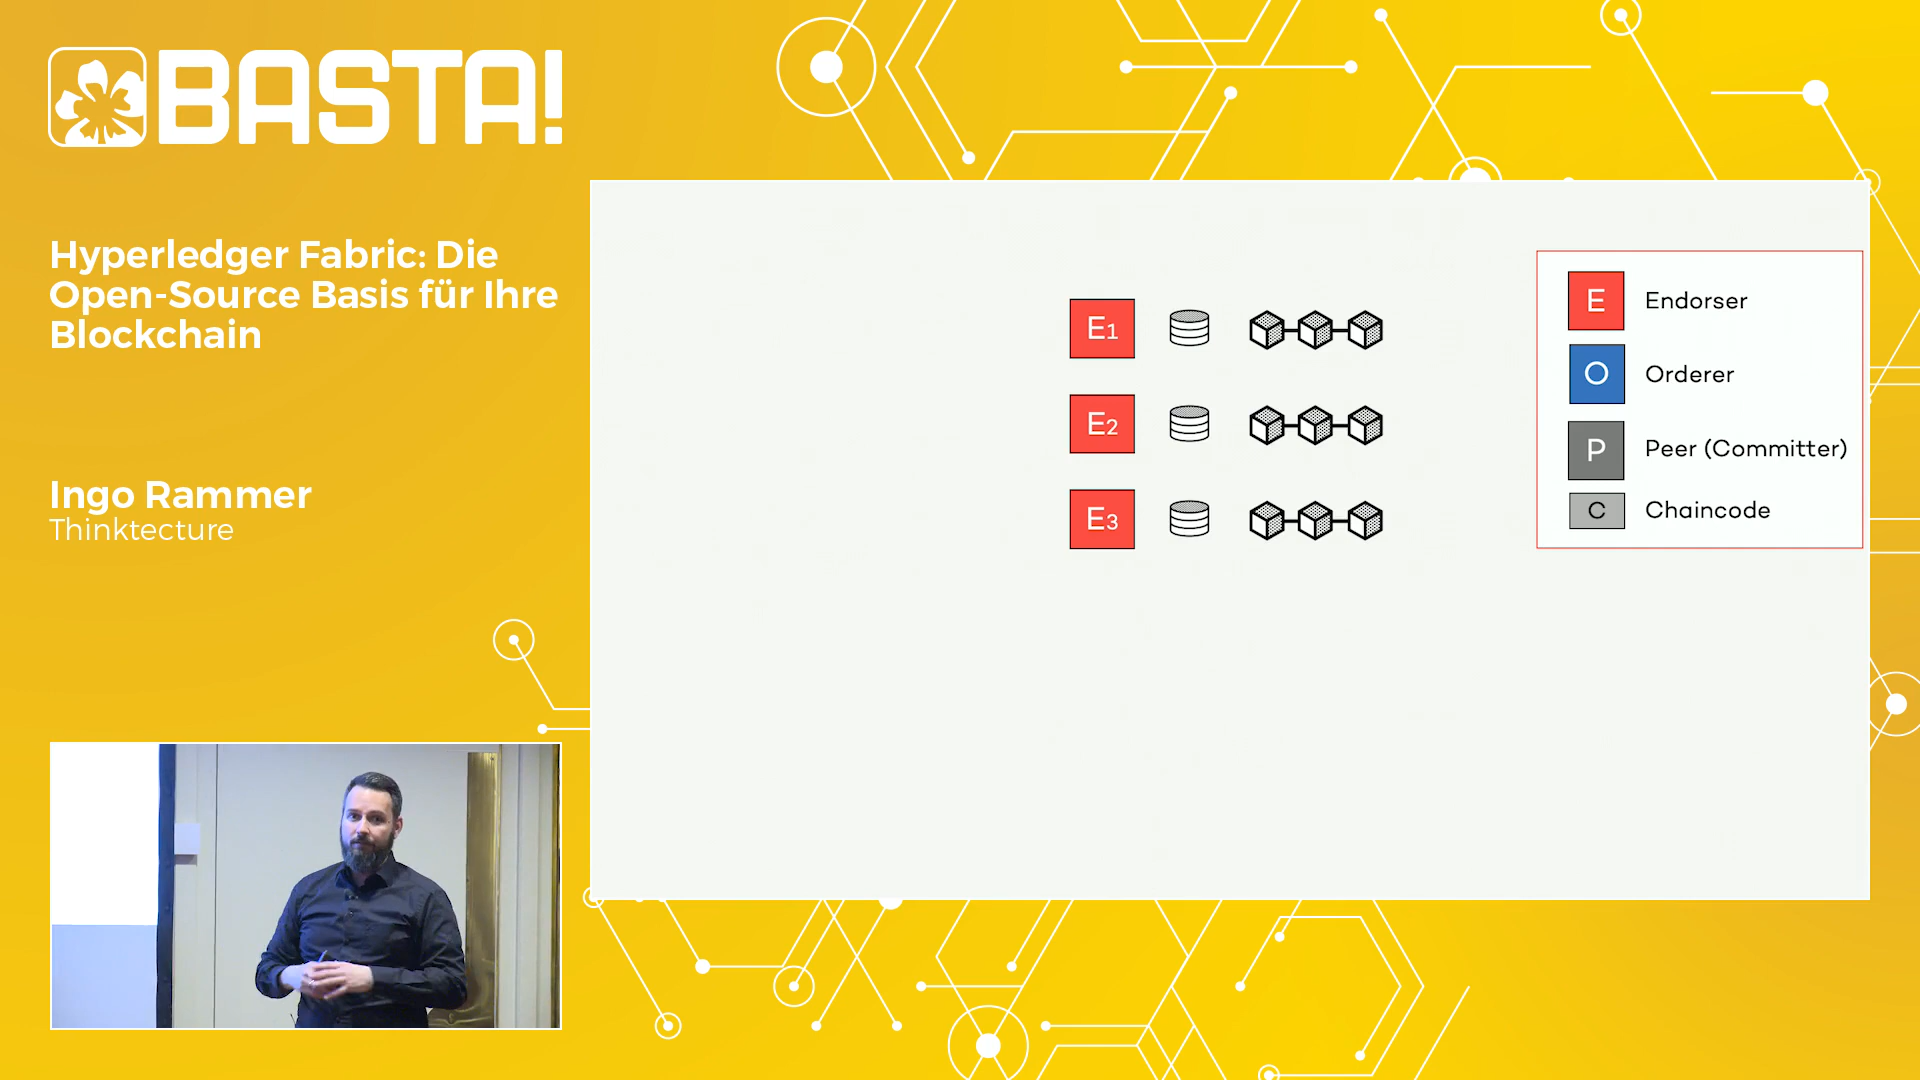 BASTA!
Hyperledger Fabric: Die
Open-Source Basis für Ihre
Blockchain
Ingo Rammer
Thinktecture
E1
E2
E3
E Endorser
O Orderer
P Peer (Committer)
C Chaincode